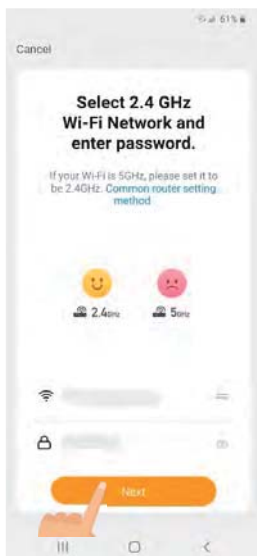 61%
Cancel
Select 2.4 GHz
Wi-Fi Network and
enter password.
If your Wi-Fi is 5GHz, please set it to
be 2.4GHz. Common router setting
method
2.4GHz
5GHz
Next